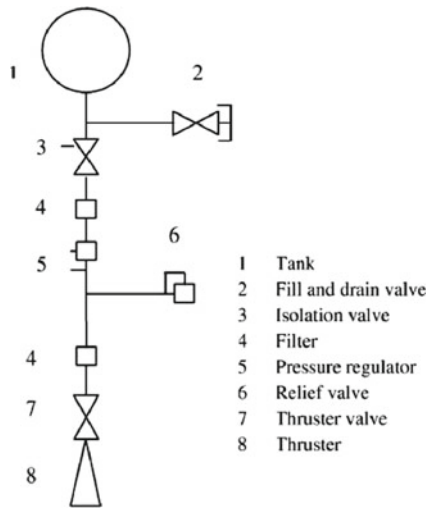 1
2
3
4
5
6
4
7
8
1 Tank
2 Fill and drain valve
3 Isolation valve
4 Filter
5 Pressure regulator
6 Relief valve
7 Thruster valve
8 Thruster